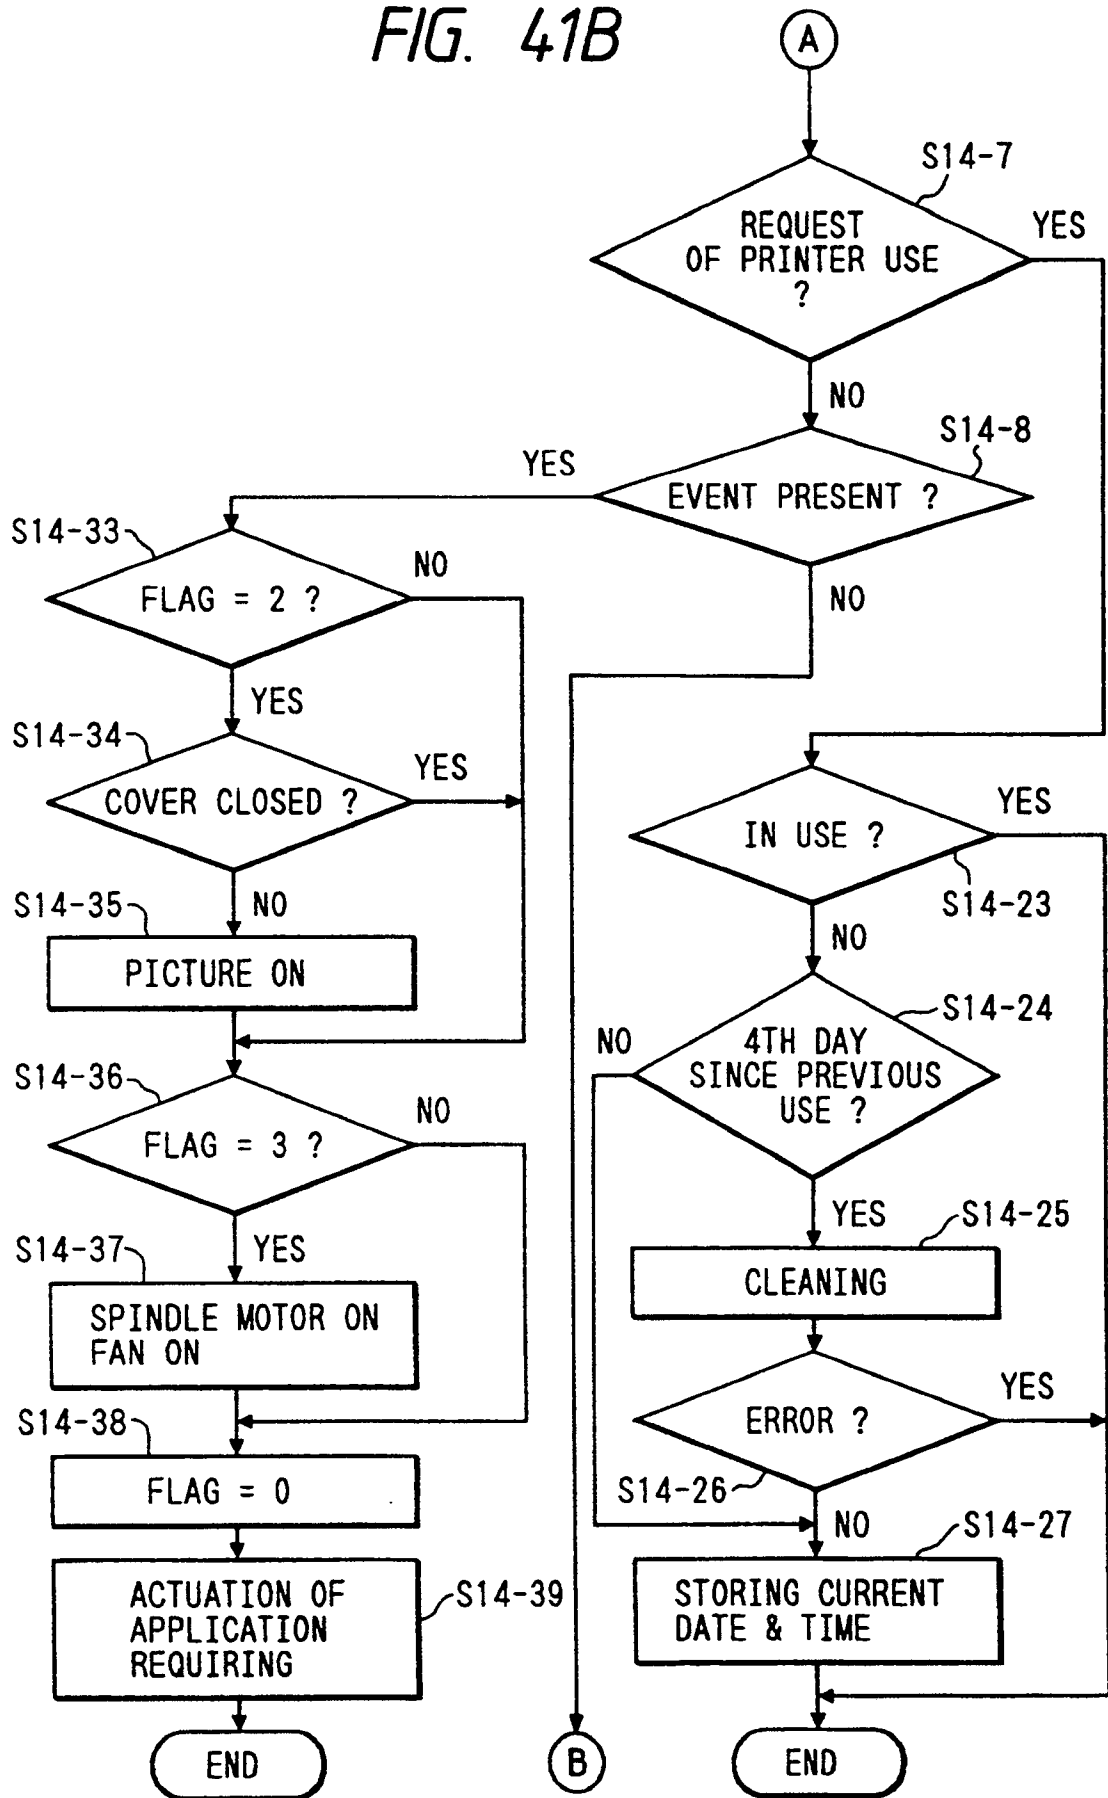 FIG. 41B
A
S14-7
REQUEST
OF PRINTER USE
?
YES
NO
S14-8
EVENT PRESENT ?
YES
NO
S14-33
FLAG = 2 ?
NO
YES
S14-34
COVER CLOSED ?
YES
NO
S14-35
PICTURE ON
S14-36
FLAG = 3 ?
NO
YES
S14-37
SPINDLE MOTOR ON
FAN ON
S14-38
FLAG = 0
ACTUATION OF
APPLICATION
REQUIRING
S14-39
END
B
IN USE ?
YES
S14-23
NO
S14-24
4TH DAY
SINCE PREVIOUS
USE ?
NO
YES
S14-25
CLEANING
ERROR ?
YES
S14-26
NO
S14-27
STORING CURRENT
DATE & TIME
END